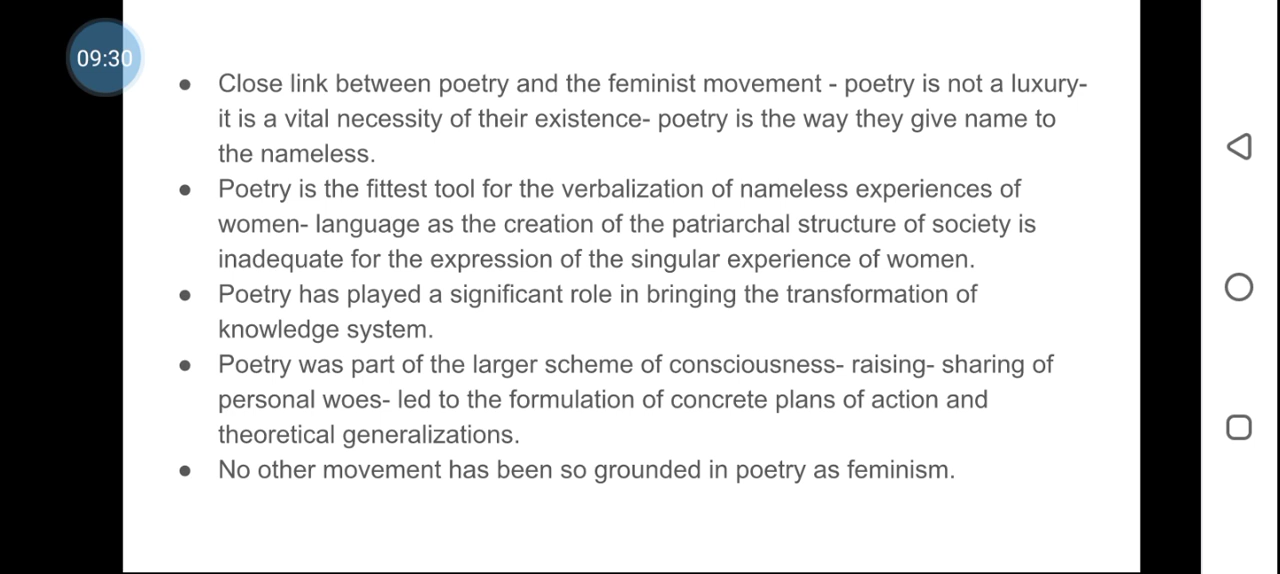 09:30
● Close link between poetry and the feminist movement - poetry is not a luxury-
it is a vital necessity of their existence- poetry is the way they give name to
the nameless.
● Poetry is the fittest tool for the verbalization of nameless experiences of
women- language as the creation of the patriarchal structure of society is
inadequate for the expression of the singular experience of women.
● Poetry has played a significant role in bringing the transformation of
knowledge system.
● Poetry was part of the larger scheme of consciousness- raising- sharing of
personal woes- led to the formulation of concrete plans of action and
theoretical generalizations.
● No other movement has been so grounded in poetry as feminism.